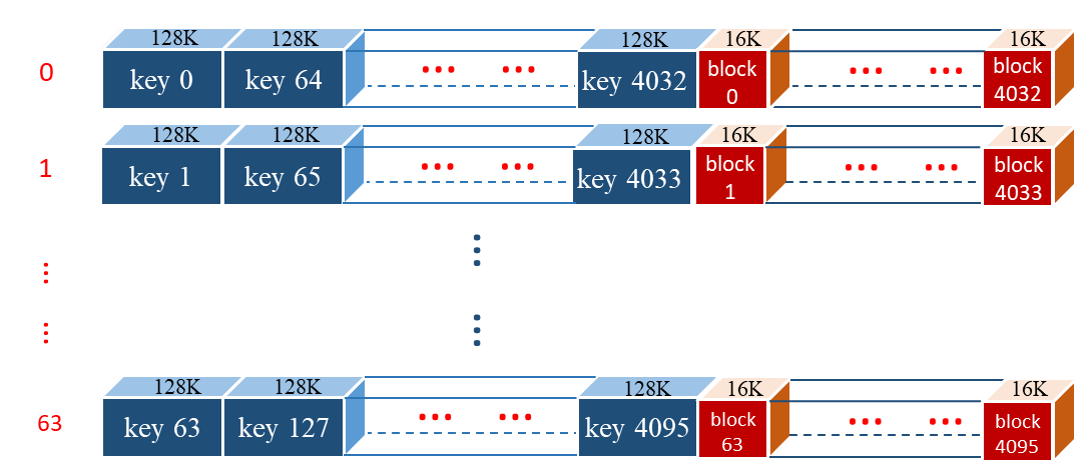 128K 128K 128K 16K 16K
0 key 0 key 64 ... ... key 4032 block 0 ... ... block 4032
128K 128K 128K 16K 16K
1 key 1 key 65 ... ... key 4033 block 1 ... ... block 4033
128K 128K 128K 16K 16K
63 key 63 key 127 ... ... key 4095 block 63 ... ... block 4095